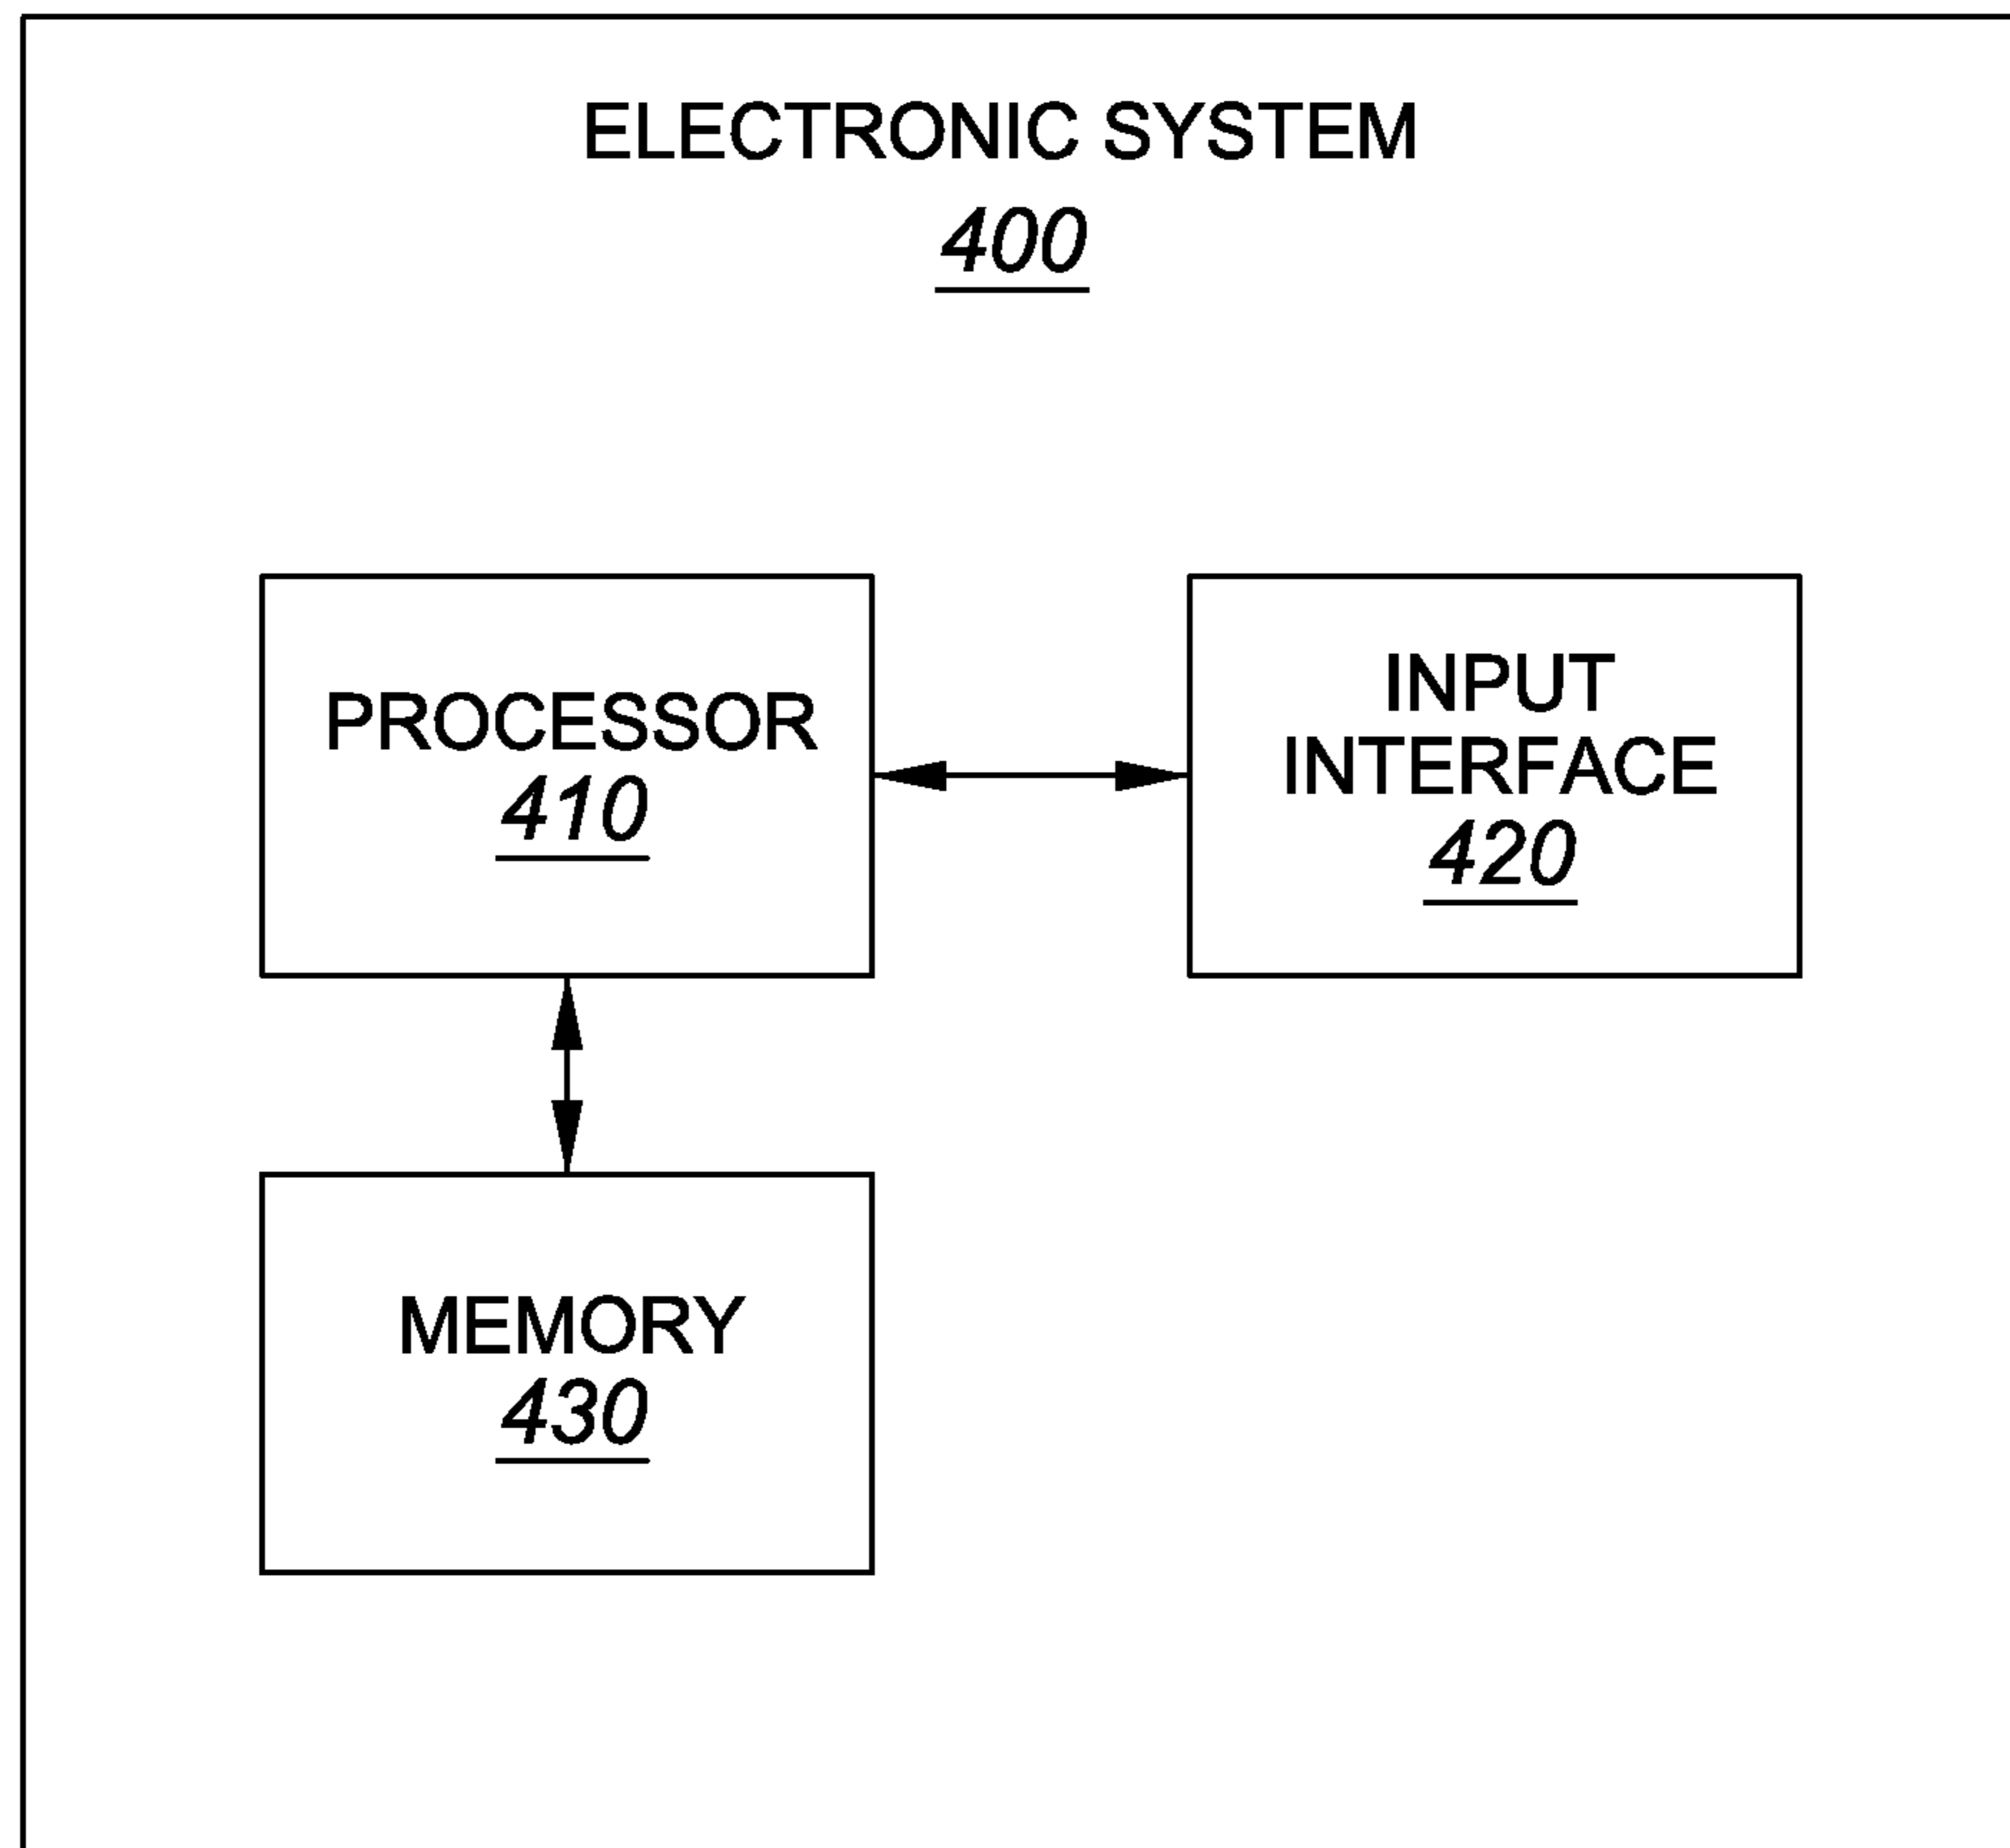 ELECTRONIC SYSTEM
400
PROCESSOR
410
INPUT
INTERFACE
420
MEMORY
430